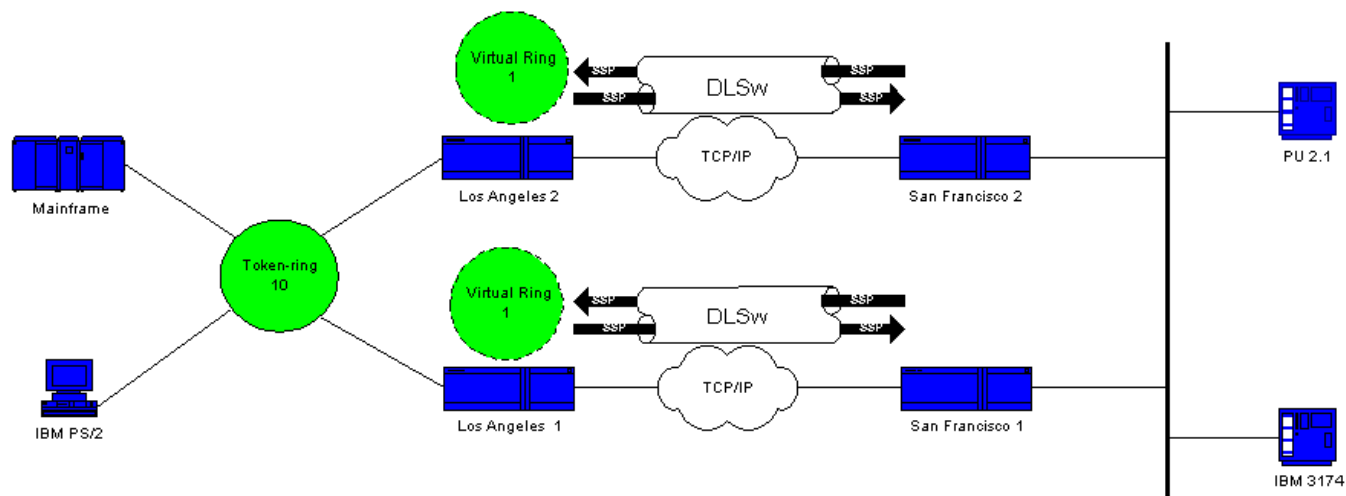 Virtual Ring
1
SSP
SSP
SSP
SSP
DLSw
TCP/IP
Mainframe
Los Angeles 2
San Francisco 2
PU 2.1
Token-ring
10
Virtual Ring
1
SSP
SSP
SSP
SSP
DLSw
TCP/IP
IBM PS/2
Los Angeles 1
San Francisco 1
IBM 3174